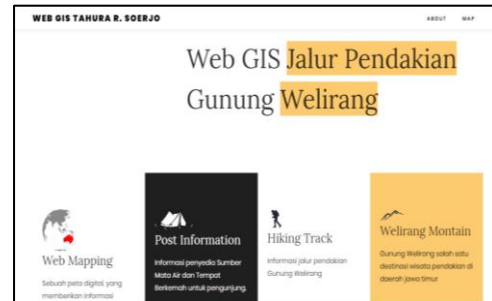 WEB GIS TAHURA R. SOERJO
ABOUT MAP
Web GIS Jalur Pendakian
Gunung Welirang
Web Mapping
Sebuah peta digital, yang
memberikan informasi
Post Information
Informasi penyedia Sumber
Mata Air dan Tempat
Berkemah untuk pengunjung.
Hiking Track
Informasi jalur pendakian
Gunung Welirang
Welirang Montain
Gunung Welirang salah satu
destinasi wisata pendakian di
daerah jawa timur